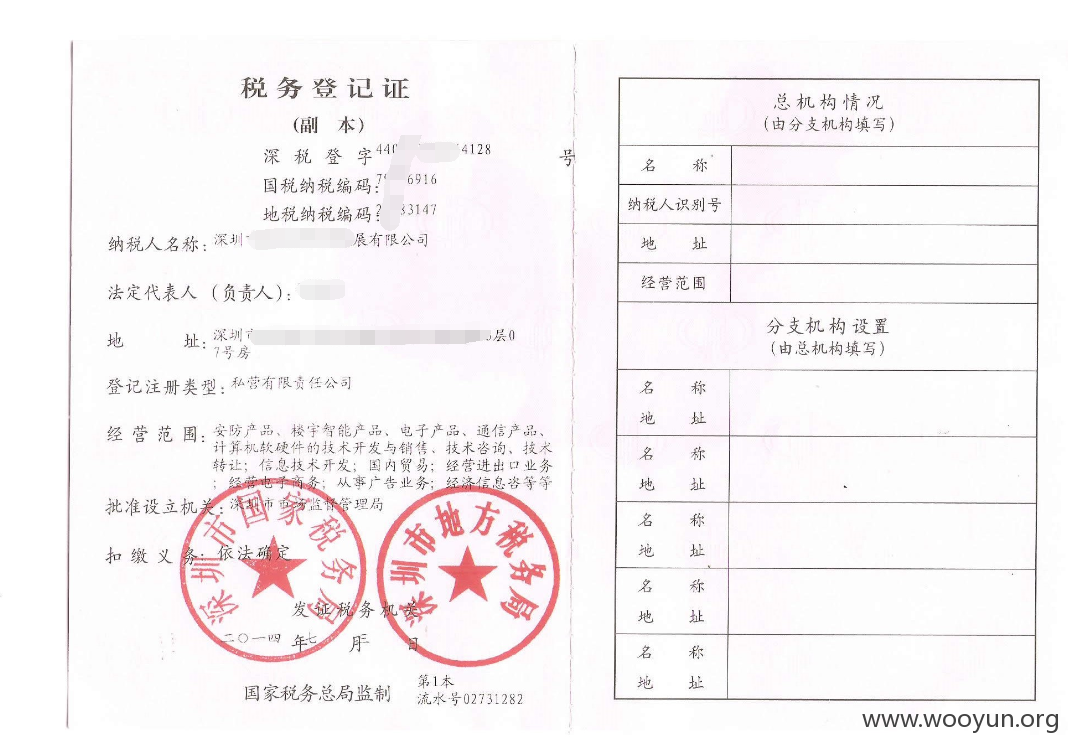 税务登记证
(副 本)
深 税 登 字 440 4128 号
国税纳税编码: 7 6916
地税纳税编码: 2 83147
纳税人名称: 深圳 展有限公司
法定代表人(负责人):
地 址: 深圳市 层0
7号房
登记注册类型: 私营有限责任公司
经 营 范 围: 安防产品、楼宇智能产品、电子产品、通信产品、
计算机软硬件的技术开发与销售、技术咨询、技术
转让; 信息技术开发; 国内贸易; 经营进出口业务
; 经营电子商务; 从事广告业务; 经济信息咨等等
批准设立机关: 深圳市市场监督管理局
扣 缴 义 务: 依法确定
深圳市国家税务局
深圳市地方税务局
发证税务机关
二〇一四 年 七 月 日
国家税务总局监制
第1本
流水号02731282
总机构情况
(由分支机构填写)
名 称
纳税人识别号
地 址
经营范围
分支机构设置
(由总机构填写)
名 称
地 址
名 称
地 址
名 称
地 址
名 称
地 址
名 称
地 址
www.wooyun.org